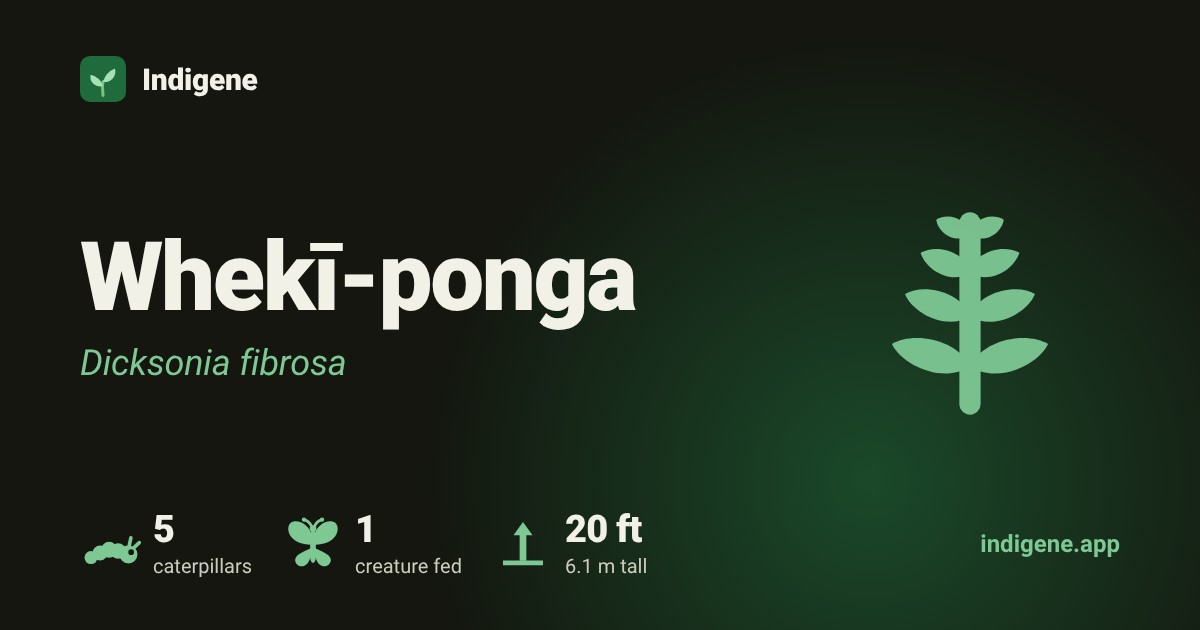 Indigene
Whekī-ponga
Dicksonia fibrosa
5
caterpillars
1
creature fed
20 ft
6.1 m tall
indigene.app